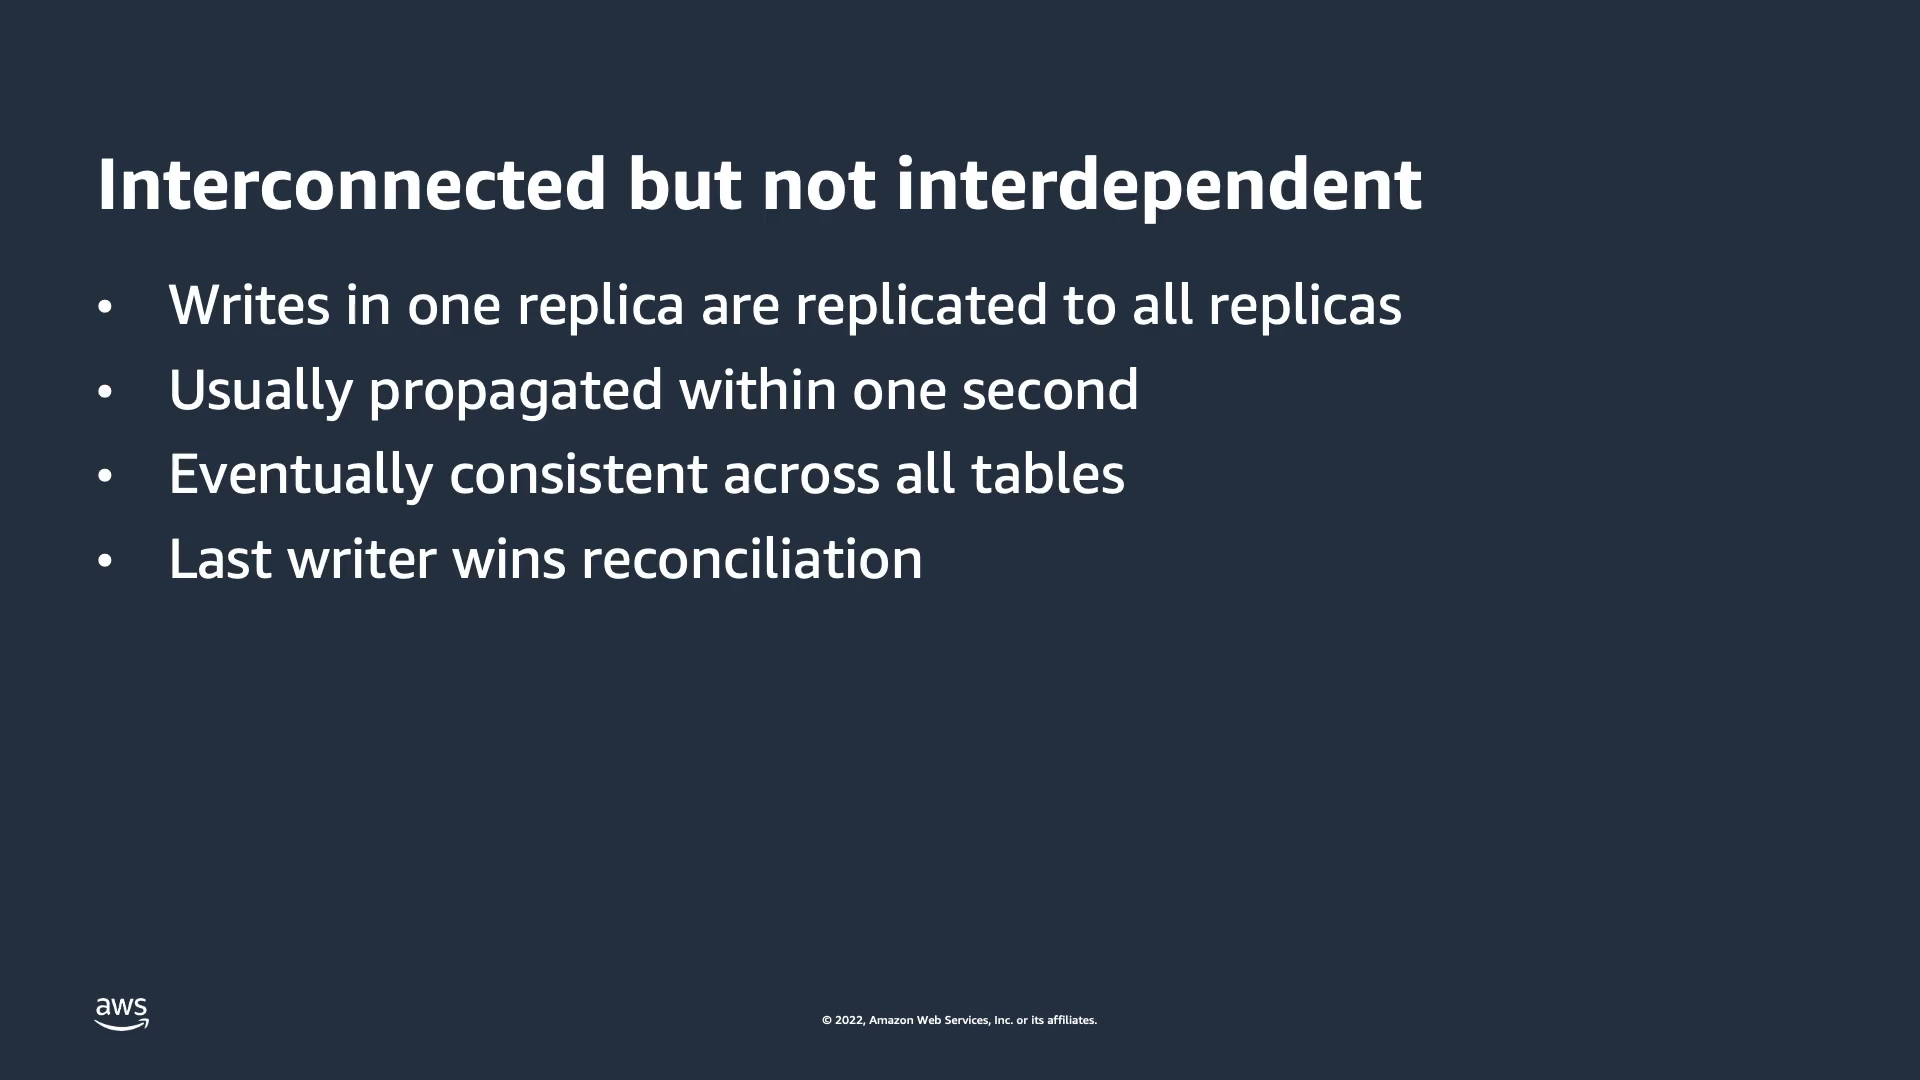 Interconnected but not interdependent
• Writes in one replica are replicated to all replicas
• Usually propagated within one second
• Eventually consistent across all tables
• Last writer wins reconciliation
aws
© 2022, Amazon Web Services, Inc. or its affiliates.